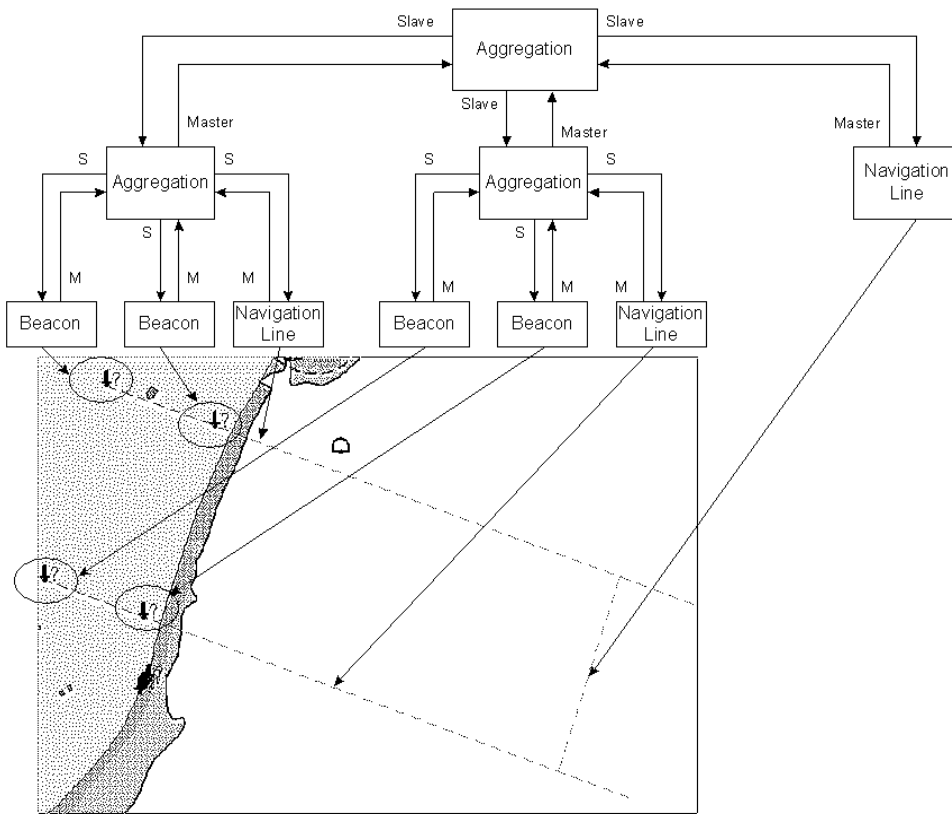 Slave
Slave
Aggregation
Slave
Master
Master
Master
S
S
Aggregation
S
S
Aggregation
Navigation
Line
S
S
M
M
M
M
M
M
Beacon
Beacon
Navigation
Line
Beacon
Beacon
Navigation
Line
?
?
D
?
?
?